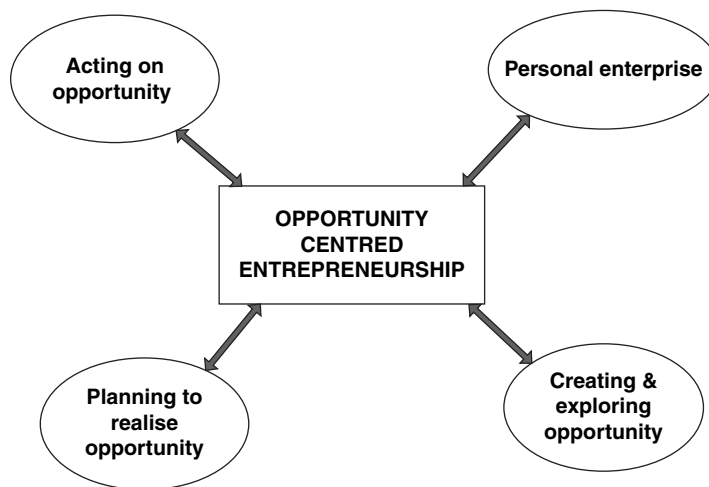 Acting on
opportunity
Personal enterprise
OPPORTUNITY
CENTRED
ENTREPRENEURSHIP
Planning to
realise
opportunity
Creating &
exploring
opportunity